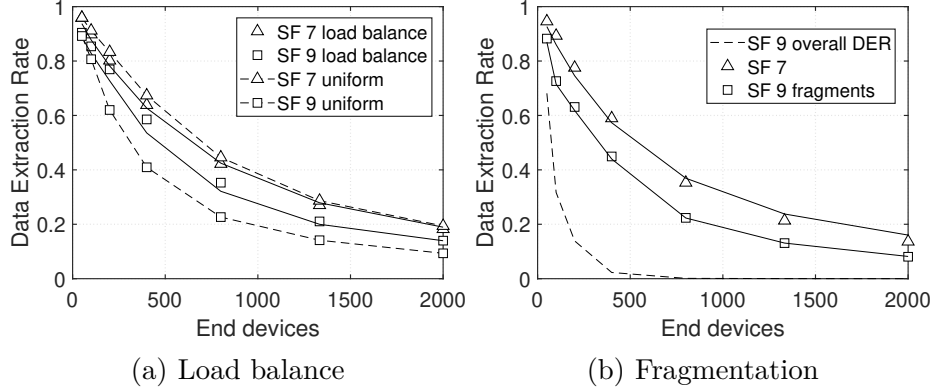 1
0.8
0.6
0.4
0.2
0
Data Extraction Rate
SF 7 load balance
SF 9 load balance
SF 7 uniform
SF 9 uniform
0 500 1000 1500 2000
End devices
(a) Load balance
1
0.8
0.6
0.4
0.2
0
Data Extraction Rate
SF 9 overall DER
SF 7
SF 9 fragments
0 500 1000 1500 2000
End devices
(b) Fragmentation